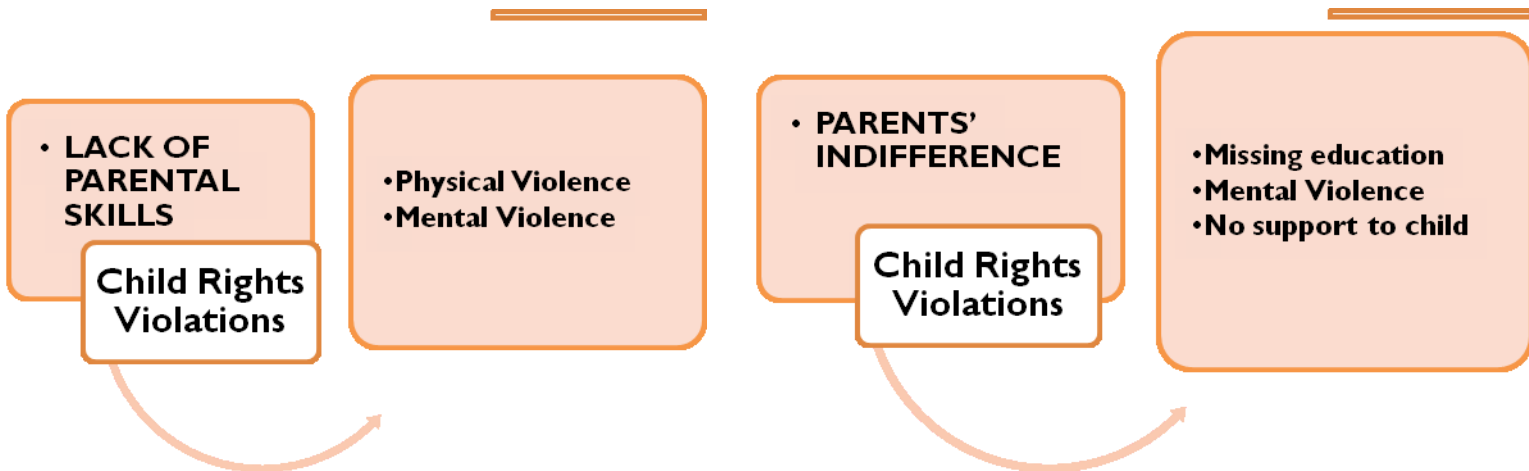 • LACK OF
PARENTAL
SKILLS
Child Rights
Violations
•Physical Violence
•Mental Violence
• PARENTS’
INDIFFERENCE
Child Rights
Violations
•Missing education
•Mental Violence
•No support to child